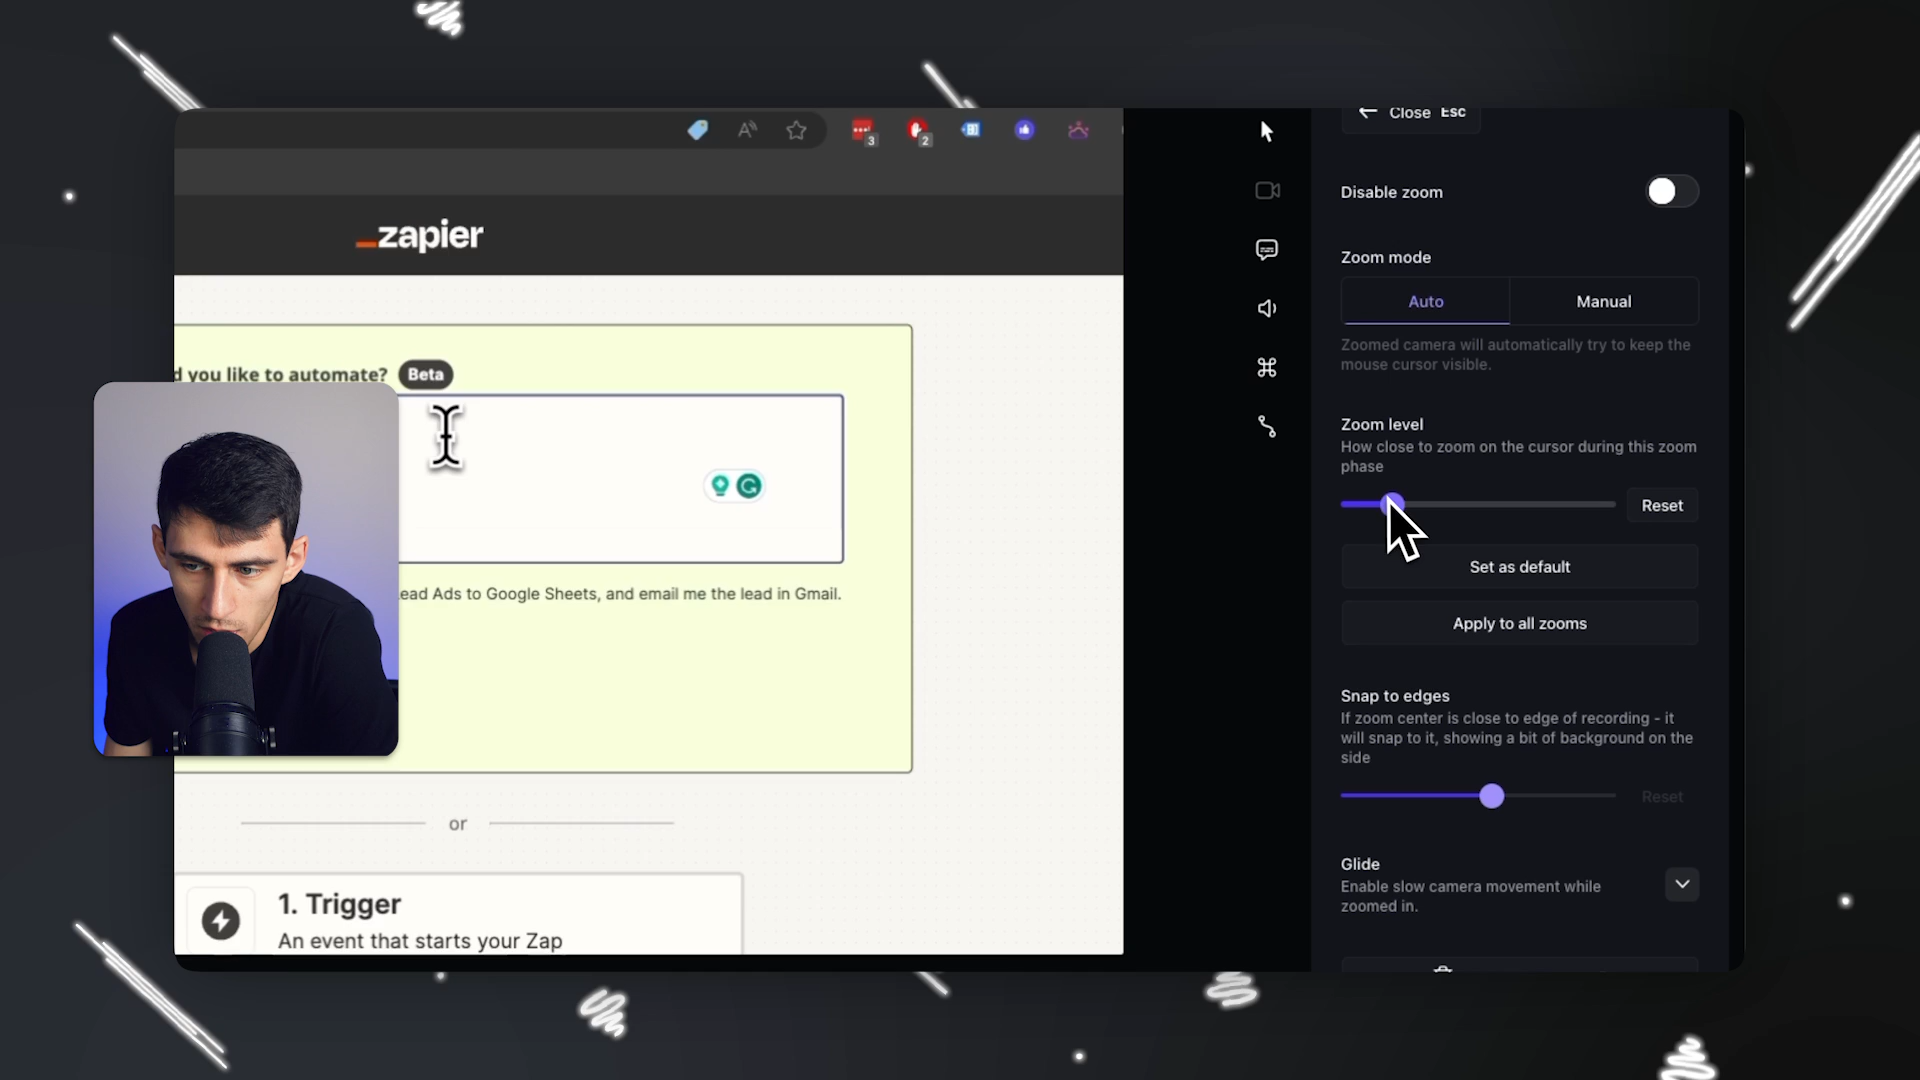 3
2
zapier
d you like to automate? Beta
ead Ads to Google Sheets, and email me the lead in Gmail.
or
1. Trigger
An event that starts your Zap
Close Esc
Disable zoom
Zoom mode
Auto
Manual
Zoomed camera will automatically try to keep the
mouse cursor visible.
Zoom level
How close to zoom on the cursor during this zoom
phase
Reset
Set as default
Apply to all zooms
Snap to edges
If zoom center is close to edge of recording - it
will snap to it, showing a bit of background on the
side
Reset
Glide
Enable slow camera movement while
zoomed in.